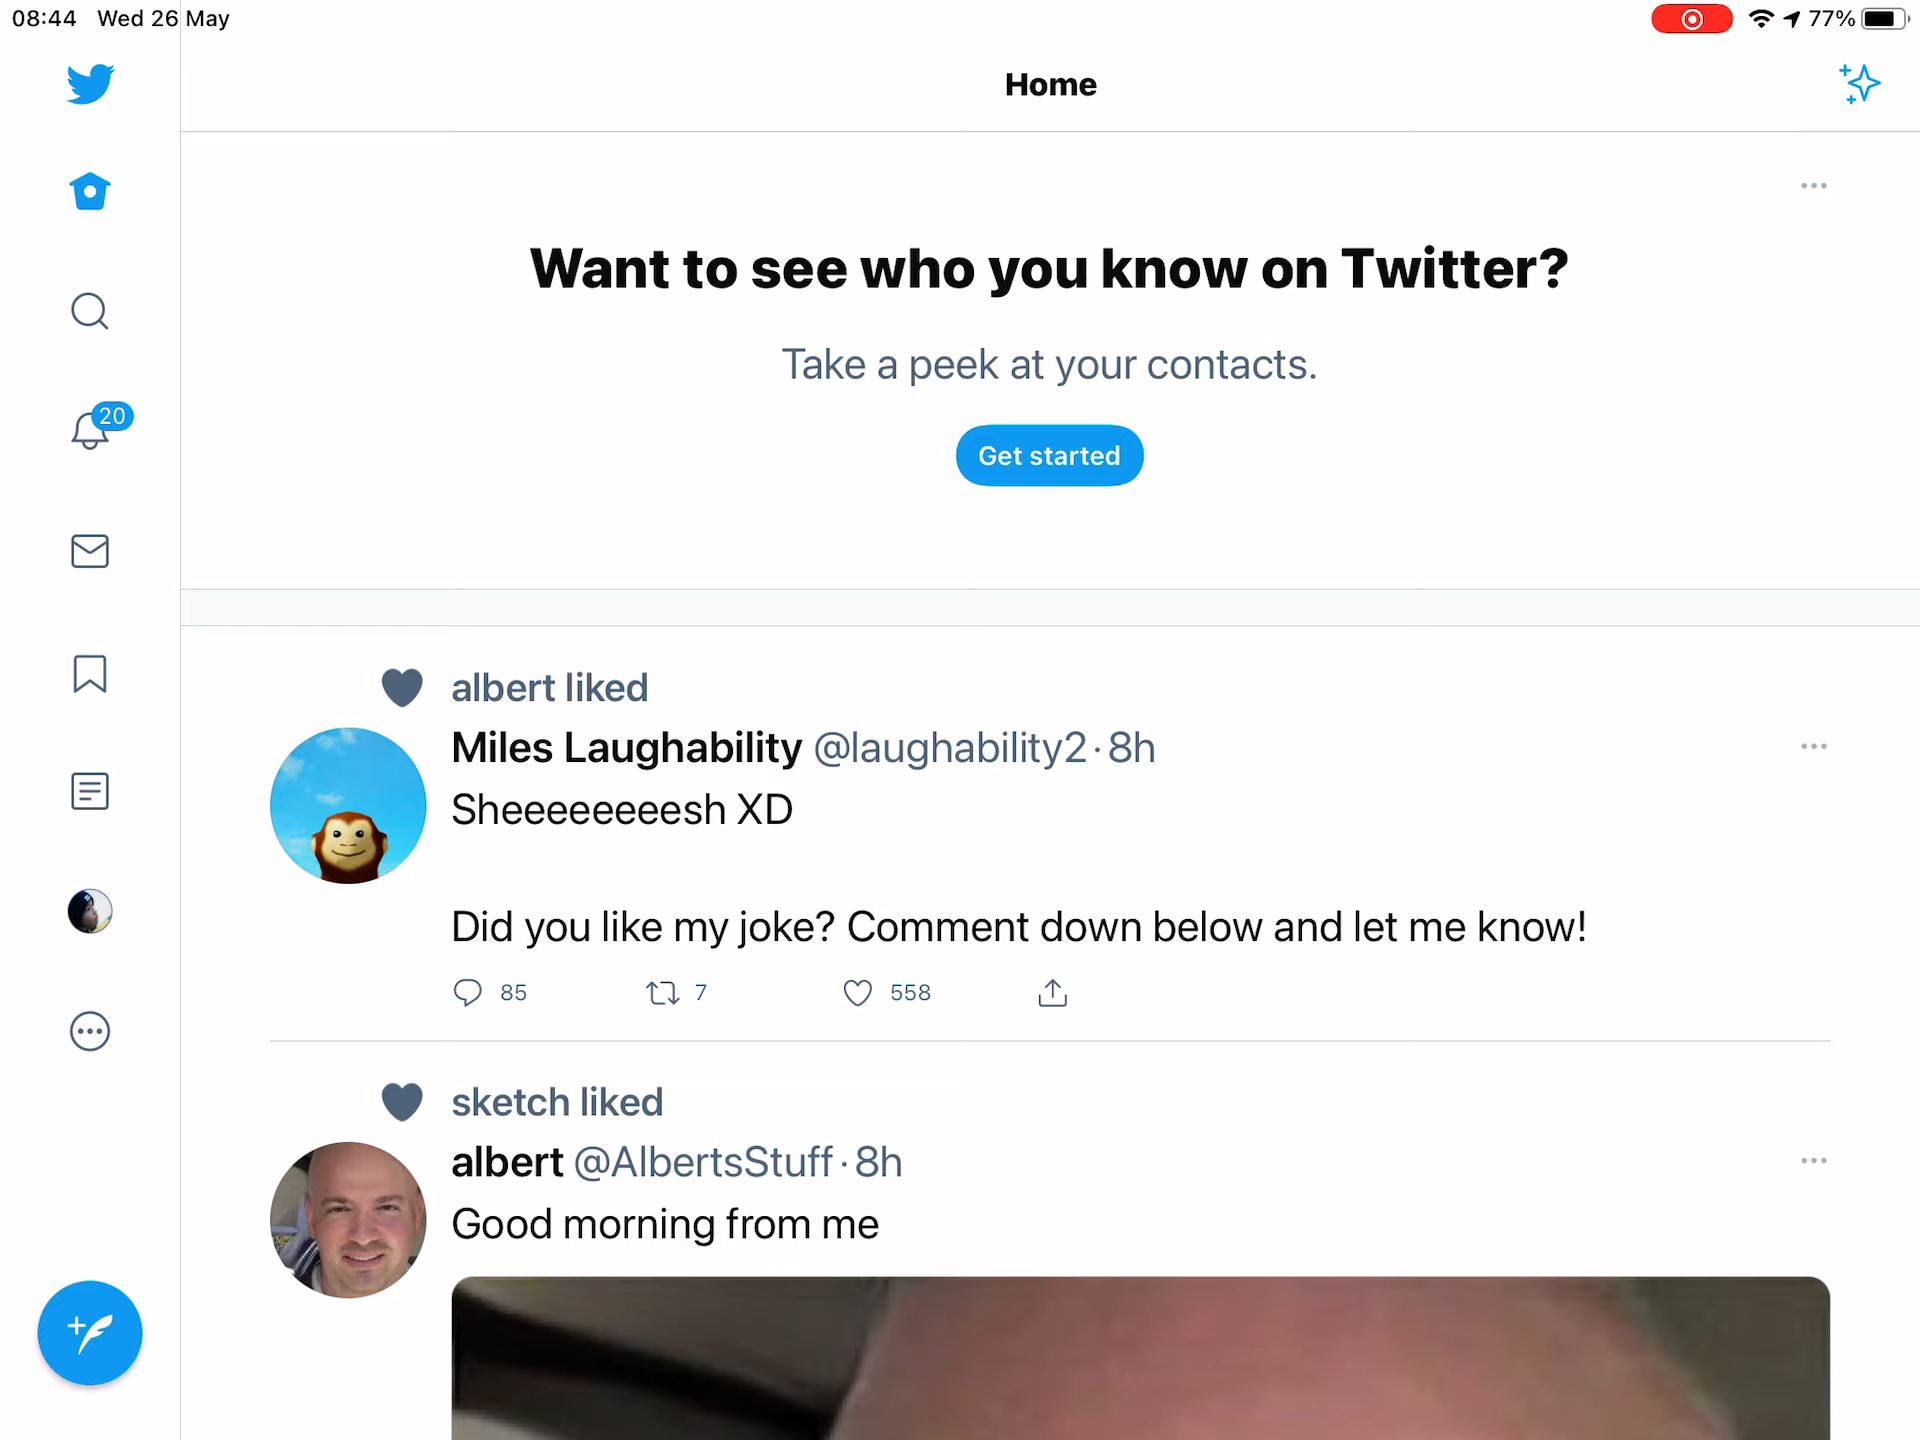 08:44 Wed 26 May
77%
Home
Want to see who you know on Twitter?
Take a peek at your contacts.
Get started
20
albert liked
Miles Laughability @laughability2 · 8h
Sheeeeeeeesh XD
Did you like my joke? Comment down below and let me know!
85 7 558
sketch liked
albert @AlbertsStuff · 8h
Good morning from me